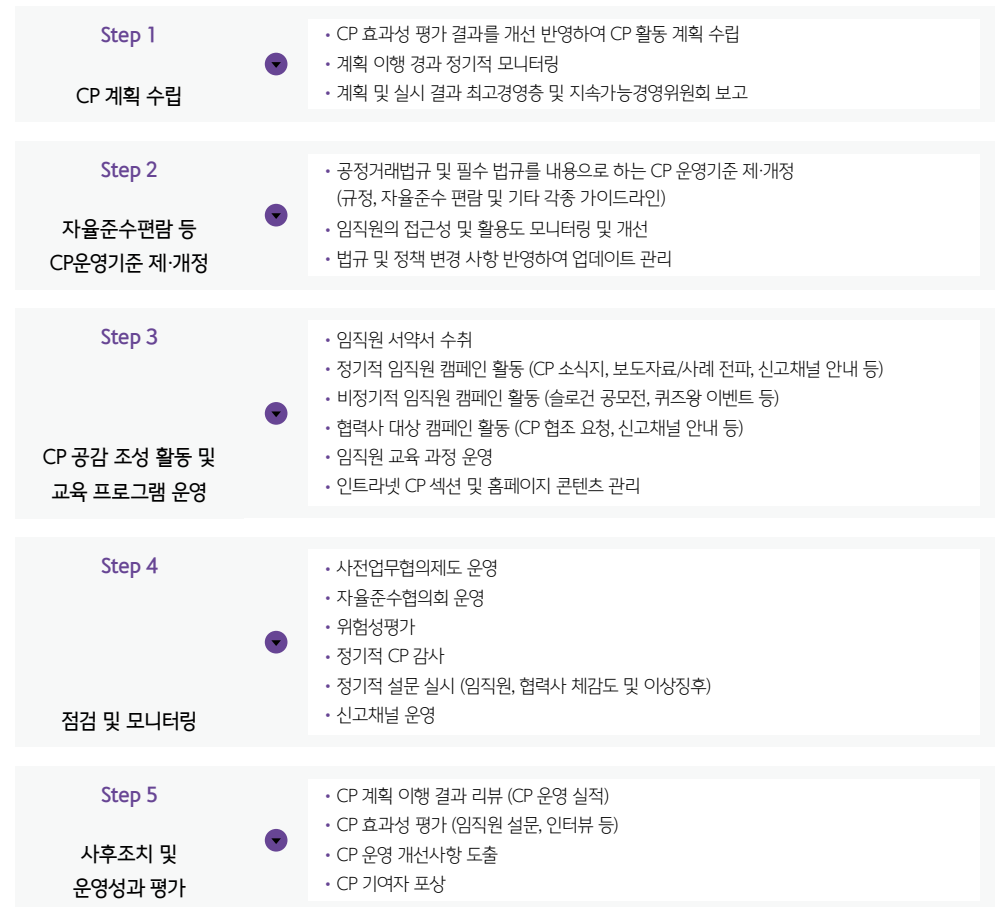 Step 1
CP 계획 수립
• CP 효과성 평가 결과를 개선 반영하여 CP 활동 계획 수립
• 계획 이행 경과 정기적 모니터링
• 계획 및 실시 결과 최고경영층 및 지속가능경영위원회 보고
Step 2
자율준수편람 등
CP운영기준 제·개정
• 공정거래법규 및 필수 법규를 내용으로 하는 CP 운영기준 제·개정
(규정, 자율준수 편람 및 기타 각종 가이드라인)
• 임직원의 접근성 및 활용도 모니터링 및 개선
• 법규 및 정책 변경 사항 반영하여 업데이트 관리
Step 3
CP 공감 조성 활동 및
교육 프로그램 운영
• 임직원 서약서 수취
• 정기적 임직원 캠페인 활동 (CP 소식지, 보도자료/사례 전파, 신고채널 안내 등)
• 비정기적 임직원 캠페인 활동 (슬로건 공모전, 퀴즈왕 이벤트 등)
• 협력사 대상 캠페인 활동 (CP 협조 요청, 신고채널 안내 등)
• 임직원 교육 과정 운영
• 인트라넷 CP 섹션 및 홈페이지 콘텐츠 관리
Step 4
점검 및 모니터링
• 사전업무협의제도 운영
• 자율준수협의회 운영
• 위험성평가
• 정기적 CP 감사
• 정기적 설문 실시 (임직원, 협력사 체감도 및 이상징후)
• 신고채널 운영
Step 5
사후조치 및
운영성과 평가
• CP 계획 이행 결과 리뷰 (CP 운영 실적)
• CP 효과성 평가 (임직원 설문, 인터뷰 등)
• CP 운영 개선사항 도출
• CP 기여자 포상